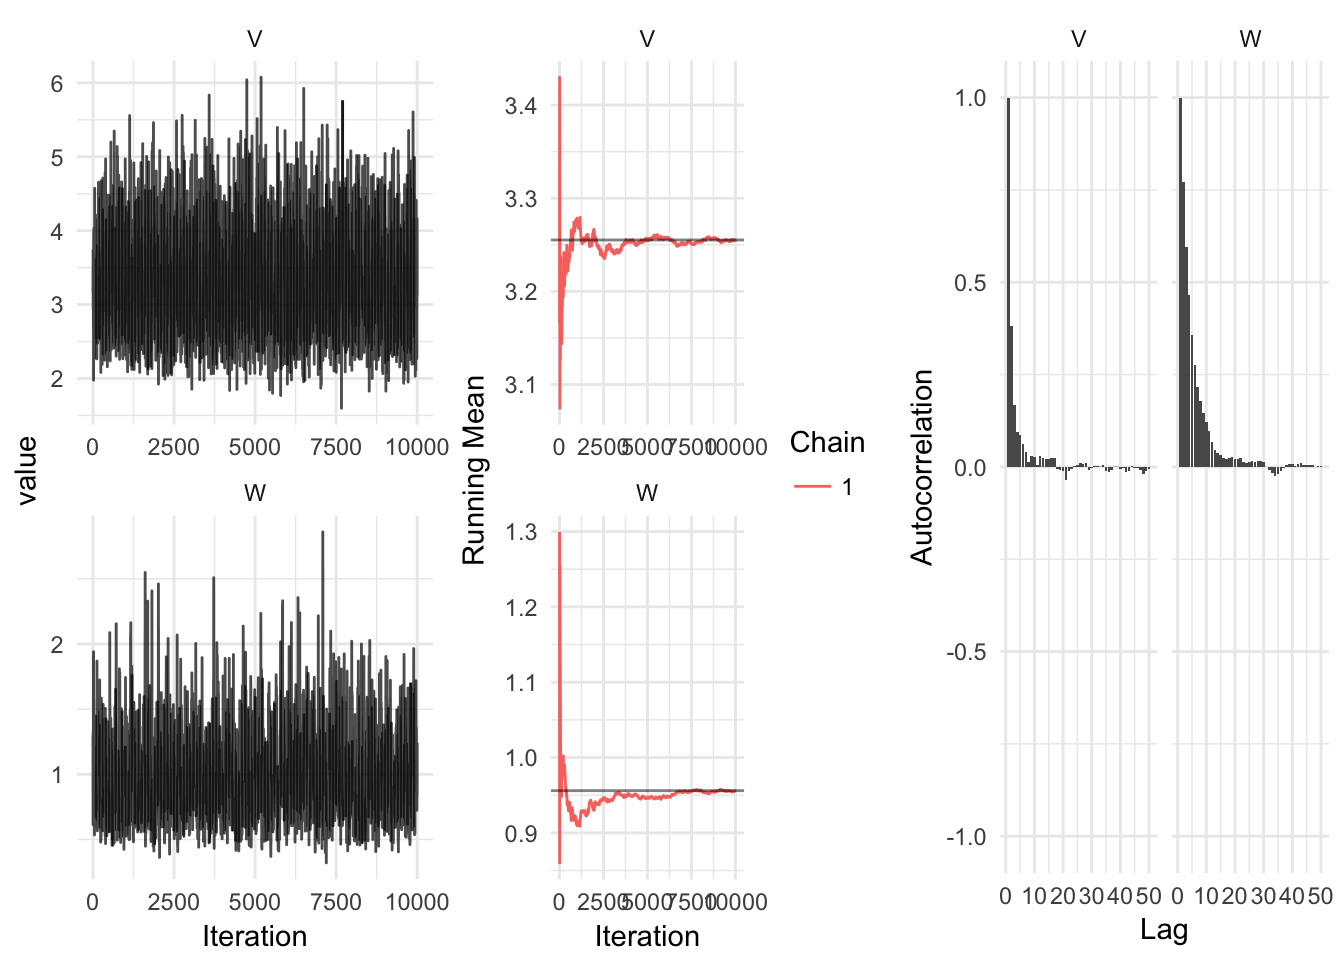 V
6
5
4
3
2
0 2500 5000 7500 10000
W
2
1
0 2500 5000 7500 10000
Iteration
value
V
3.4
3.3
3.2
3.1
0 2500 5000 7500 10000
W
1.3
1.2
1.1
1.0
0.9
0 2500 5000 7500 10000
Iteration
Running Mean
Chain
1
V W
1.0
0.5
0.0
-0.5
-1.0
0 10 20 30 40 50 0 10 20 30 40 50
Lag
Autocorrelation